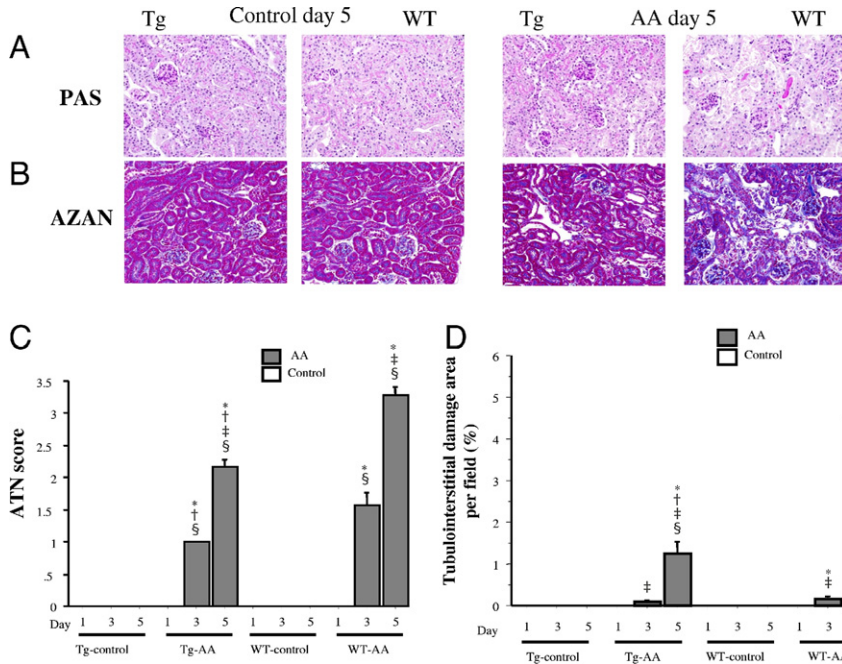 Tg Control day 5 WT Tg AA day 5 WT
A
PAS
B
AZAN
C
AA
Control
ATN score
3.5
3
2.5
2
1.5
1
.5
0
*
†
§
*
†
‡
§
*
§
*
‡
§
Day 1 3 5 1 3 5 1 3 5 1 3 5
Tg-control Tg-AA WT-control WT-AA
D
AA
Control
Tubulointerstitial damage area
per field (%)
6
5
4
3
2
1
0
‡
*
†
‡
§
*
‡
Day 1 3 5 1 3 5 1 3 5 1 3
Tg-control Tg-AA WT-control WT-AA